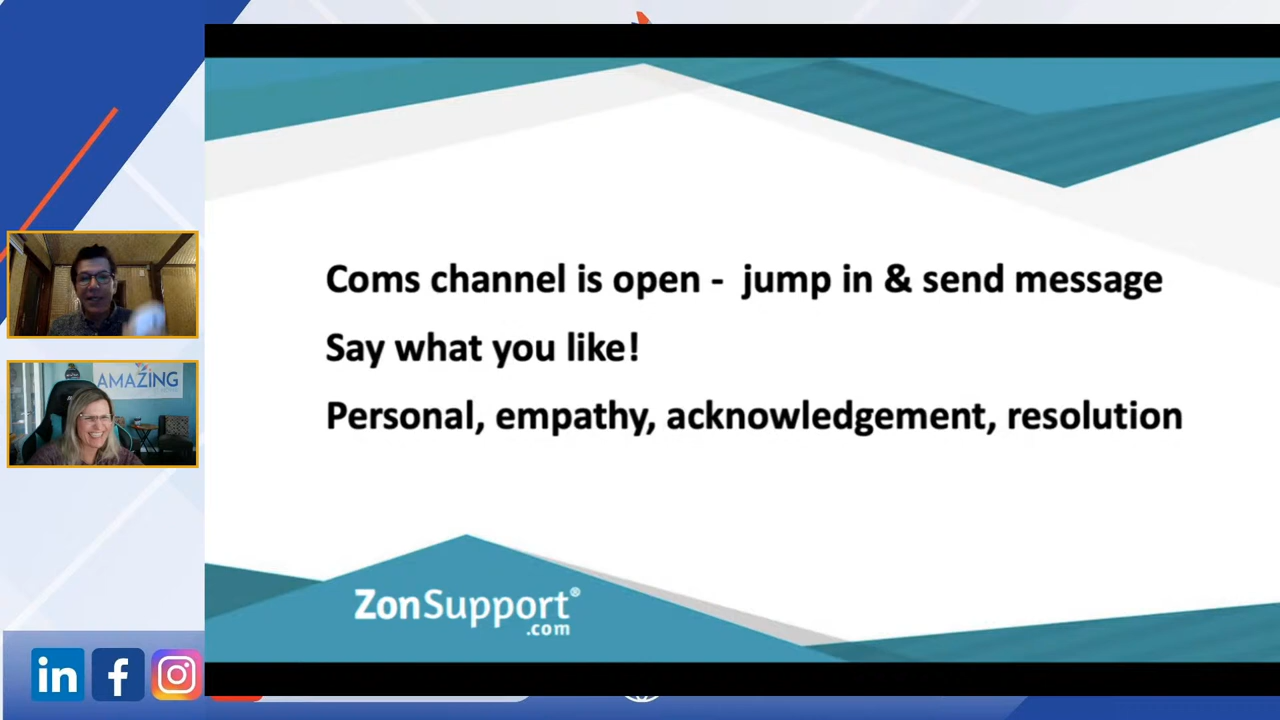 Coms channel is open -  jump in & send message
Say what you like!
Personal, empathy, acknowledgement, resolution
AMAZING
ZonSupport®
.com
in
f